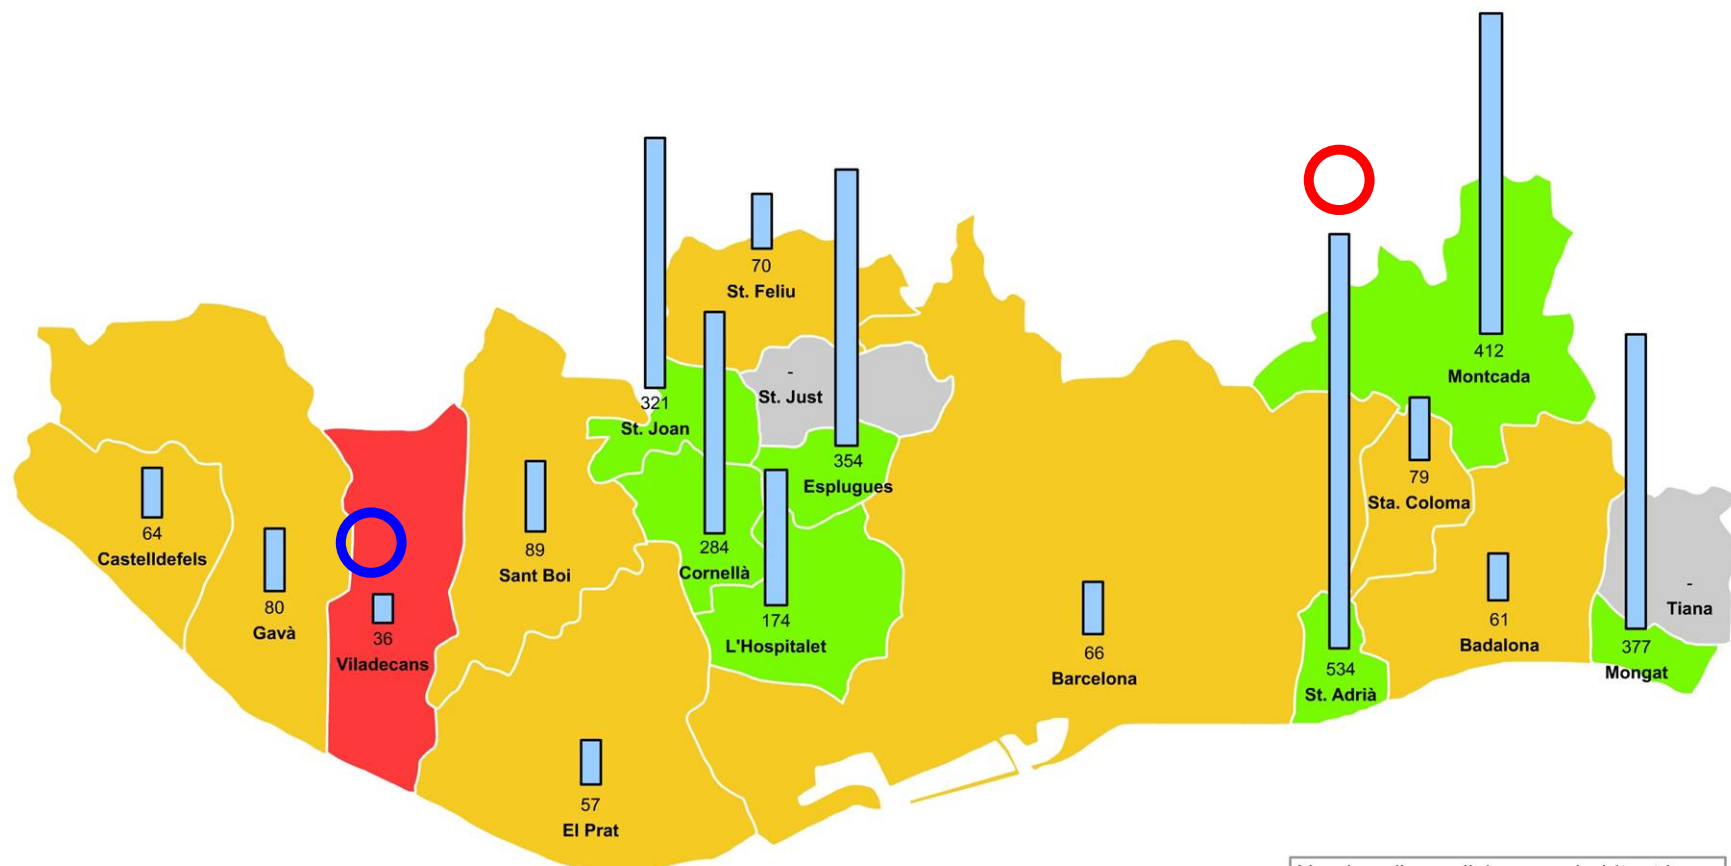 70
St. Feliu
412
Montcada
-
St. Just
321
St. Joan
354
Esplugues
79
Sta. Coloma
64
Castelldefels
284
Cornellà
89
Sant Boi
80
Gavà
174
L'Hospitalet
-
Tiana
61
Badalona
36
Viladecans
66
Barcelona
534
St. Adrià
377
Mongat
57
El Prat